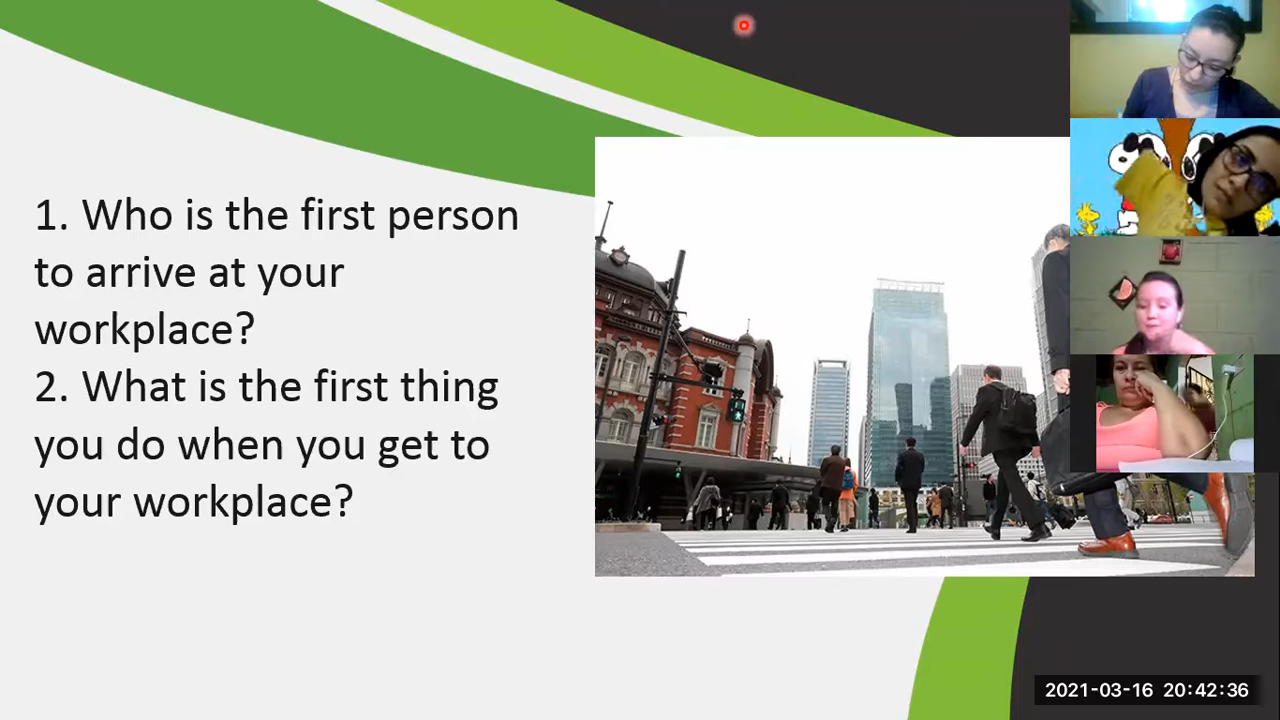 1. Who is the first person
to arrive at your
workplace?
2. What is the first thing
you do when you get to
your workplace?
2021-03-16 20:42:36